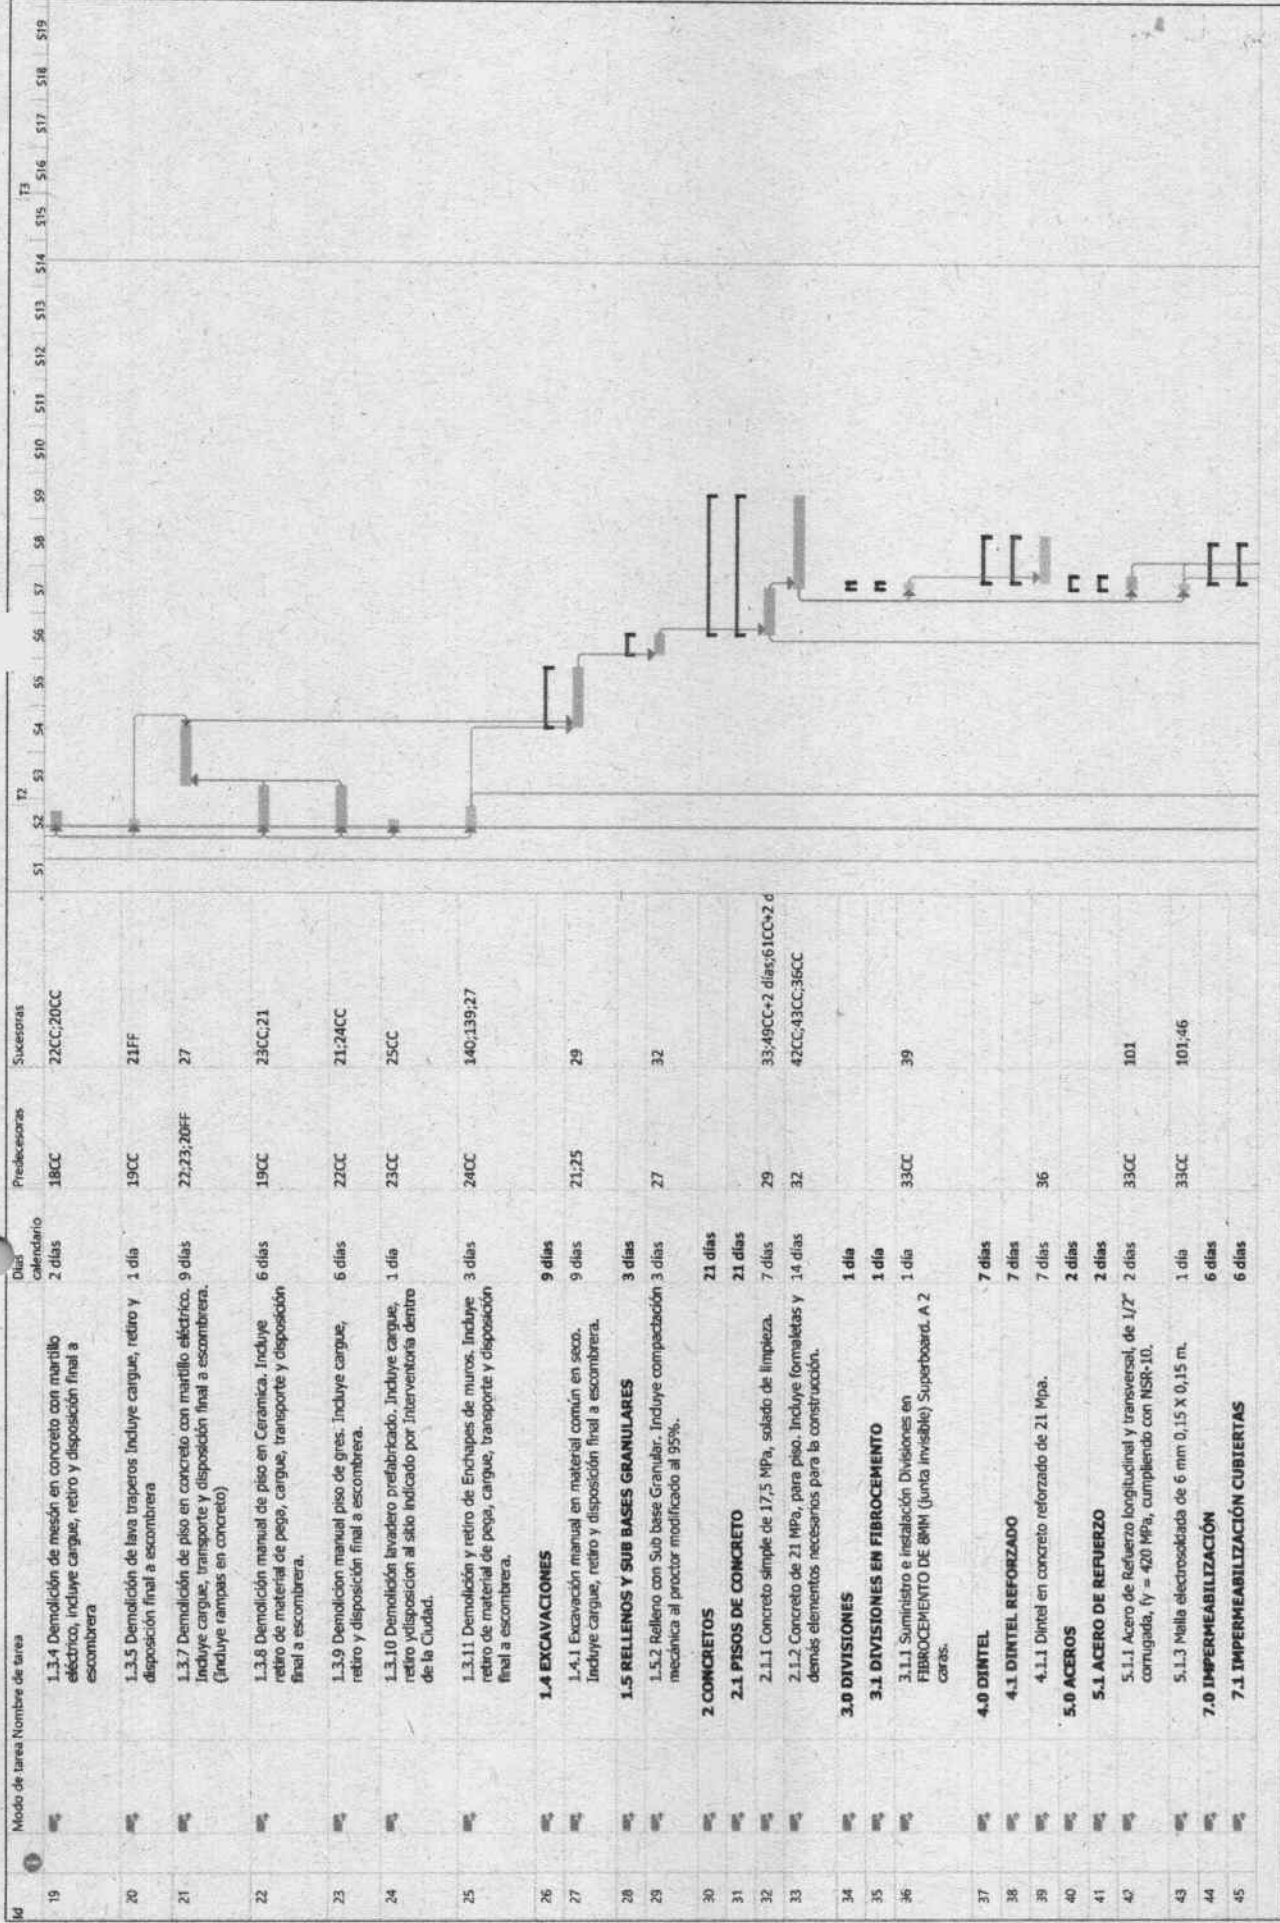 Id Modo de tarea Nombre de tarea Días calendario Predecesoras Sucesoras
T2 T3
S1 S2 S3 S4 S5 S6 S7 S8 S9 S10 S11 S12 S13 S14 S15 S16 S17 S18 S19
19 1.3.4 Demolición de mesón en concreto con martillo 2 días 18CC 22CC;20CC
eléctrico, incluye cargue, retiro y disposición final a
escombrera
20 1.3.5 Demolición de lava traperos Incluye cargue, retiro y 1 día 19CC 21FF
disposición final a escombrera
21 1.3.7 Demolición de piso en concreto con martillo eléctrico. 9 días 22;23;20FF 27
Incluye cargue, transporte y disposición final a escombrera.
(Incluye rampas en concreto)
22 1.3.8 Demolición manual de piso en Ceramica. Incluye 6 días 19CC 23CC;21
retiro de material de pega, cargue, transporte y disposición
final a escombrera.
23 1.3.9 Demolicion manual piso de gres. Incluye cargue, 6 días 22CC 21;24CC
retiro y disposición final a escombrera.
24 1.3.10 Demolición lavadero prefabricado. Incluye cargue, 1 día 23CC 25CC
retiro ydisposicion al sitio indicado por Interventoría dentro
de la Ciudad.
25 1.3.11 Demolición y retiro de Enchapes de muros. Incluye 3 días 24CC 140;139;27
retiro de material de pega, cargue, transporte y disposición
final a escombrera.
26 1.4 EXCAVACIONES 9 días
27 1.4.1 Excavación manual en material común en seco. 9 días 21;25 29
Incluye cargue, retiro y disposición final a escombrera.
28 1.5 RELLENOS Y SUB BASES GRANULARES 3 días
29 1.5.2 Relleno con Sub base Granular. Incluye compactación 3 días 27 32
mecánica al proctor modificado al 95%.
30 2 CONCRETOS 21 días
31 2.1 PISOS DE CONCRETO 21 días
32 2.1.1 Concreto simple de 17,5 MPa, solado de limpieza. 7 días 29 33;49CC+2 días;61CC+2 d
33 2.1.2 Concreto de 21 MPa, para piso. Incluye formaletas y 14 días 32 42CC;43CC;36CC
demás elementos necesarios para la construcción.
34 3.0 DIVISIONES 1 día
35 3.1 DIVISIONES EN FIBROCEMENTO 1 día
36 3.1.1 Suministro e instalación Divisiones en 1 día 33CC 39
FIBROCEMENTO DE 8MM (junta invisible) Superboard. A 2
caras.
37 4.0 DINTEL 7 días
38 4.1 DINTEL REFORZADO 7 días
39 4.1.1 Dintel en concreto reforzado de 21 Mpa. 7 días 36
40 5.0 ACEROS 2 días
41 5.1 ACERO DE REFUERZO 2 días
42 5.1.1 Acero de Refuerzo longitudinal y transversal, de 1/2" 2 días 33CC 101
corrugada, fy = 420 MPa, cumpliendo con NSR-10.
43 5.1.3 Malla electrosoldada de 6 mm 0,15 X 0,15 m. 1 día 33CC 101;46
44 7.0 IMPERMEABILIZACIÓN 6 días
45 7.1 IMPERMEABILIZACIÓN CUBIERTAS 6 días